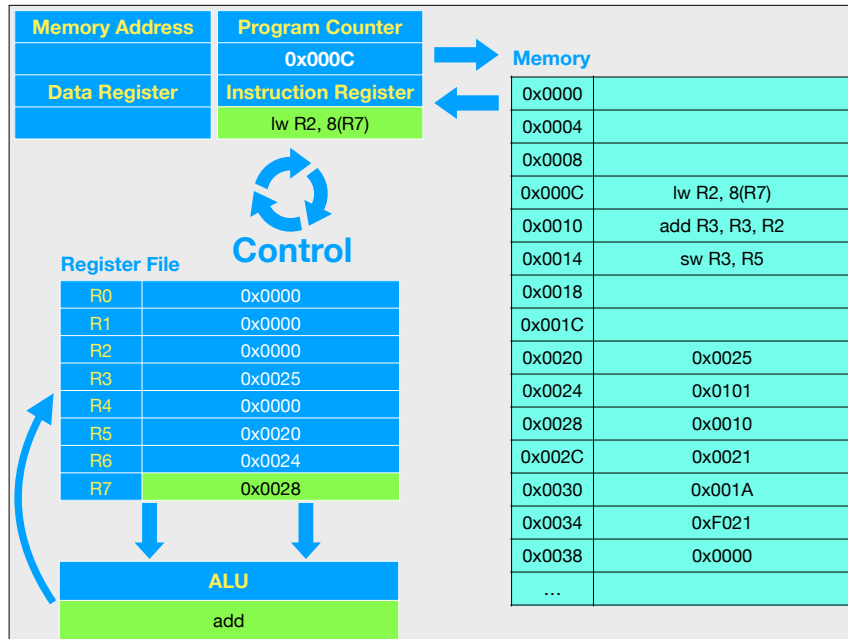 Memory Address Program Counter
0x000C
Data Register Instruction Register
lw R2, 8(R7)
Control
Register File
R0 0x0000
R1 0x0000
R2 0x0000
R3 0x0025
R4 0x0000
R5 0x0020
R6 0x0024
R7 0x0028
ALU
add
Memory
0x0000
0x0004
0x0008
0x000C lw R2, 8(R7)
0x0010 add R3, R3, R2
0x0014 sw R3, R5
0x0018
0x001C
0x0020 0x0025
0x0024 0x0101
0x0028 0x0010
0x002C 0x0021
0x0030 0x001A
0x0034 0xF021
0x0038 0x0000
…